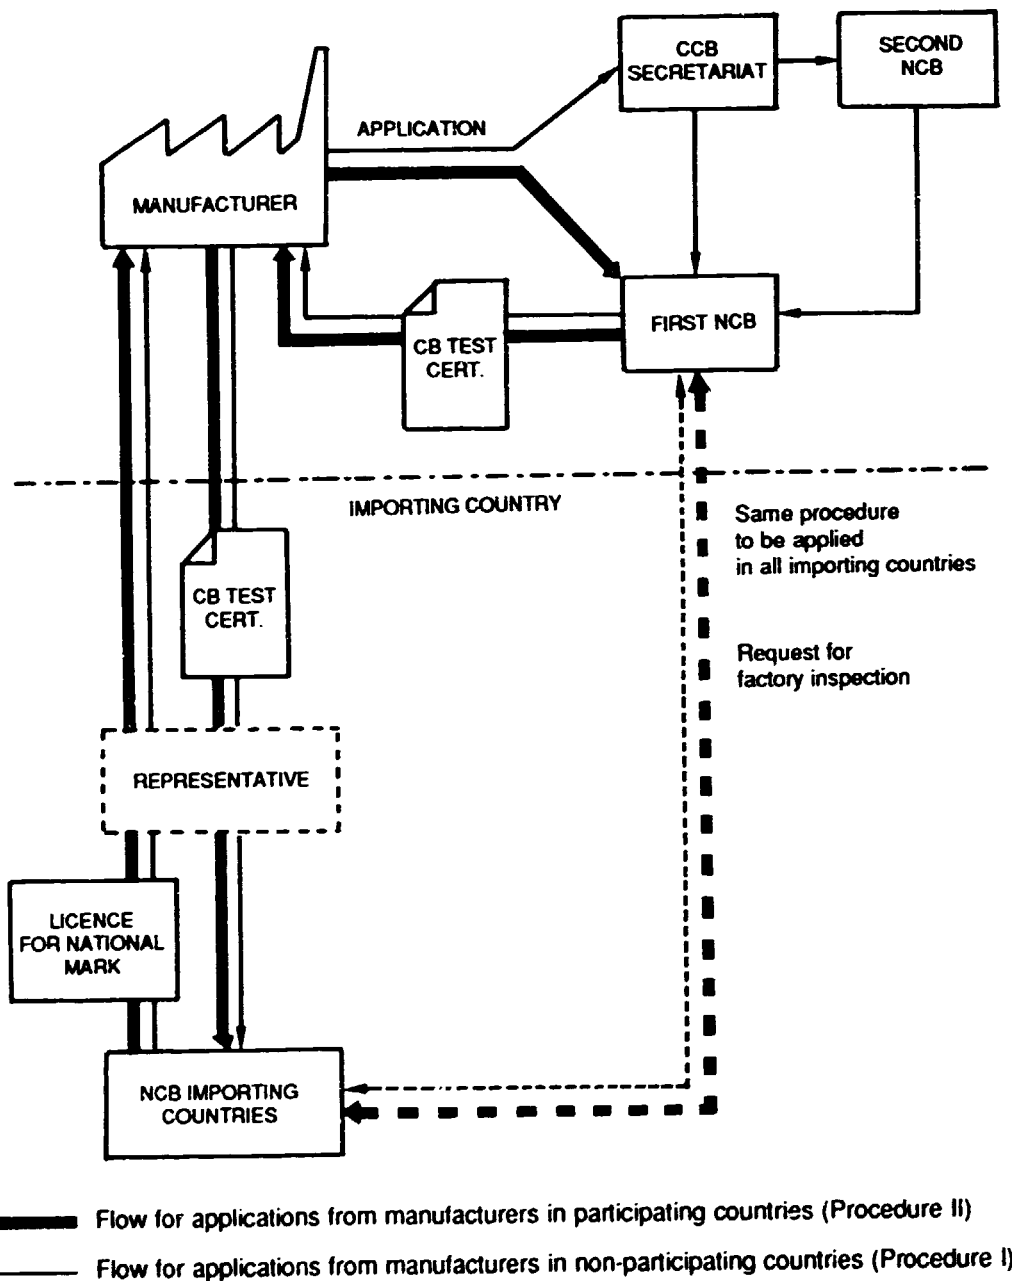 CCB
SECRETARIAT
SECOND
NCB
APPLICATION
MANUFACTURER
FIRST NCB
CB TEST
CERT.
IMPORTING COUNTRY
Same procedure
to be applied
in all importing countries
CB TEST
CERT.
Request for
factory inspection
REPRESENTATIVE
LICENCE
FOR NATIONAL
MARK
NCB IMPORTING
COUNTRIES
Flow for applications from manufacturers in participating countries (Procedure II)
Flow for applications from manufacturers in non-participating countries (Procedure I)